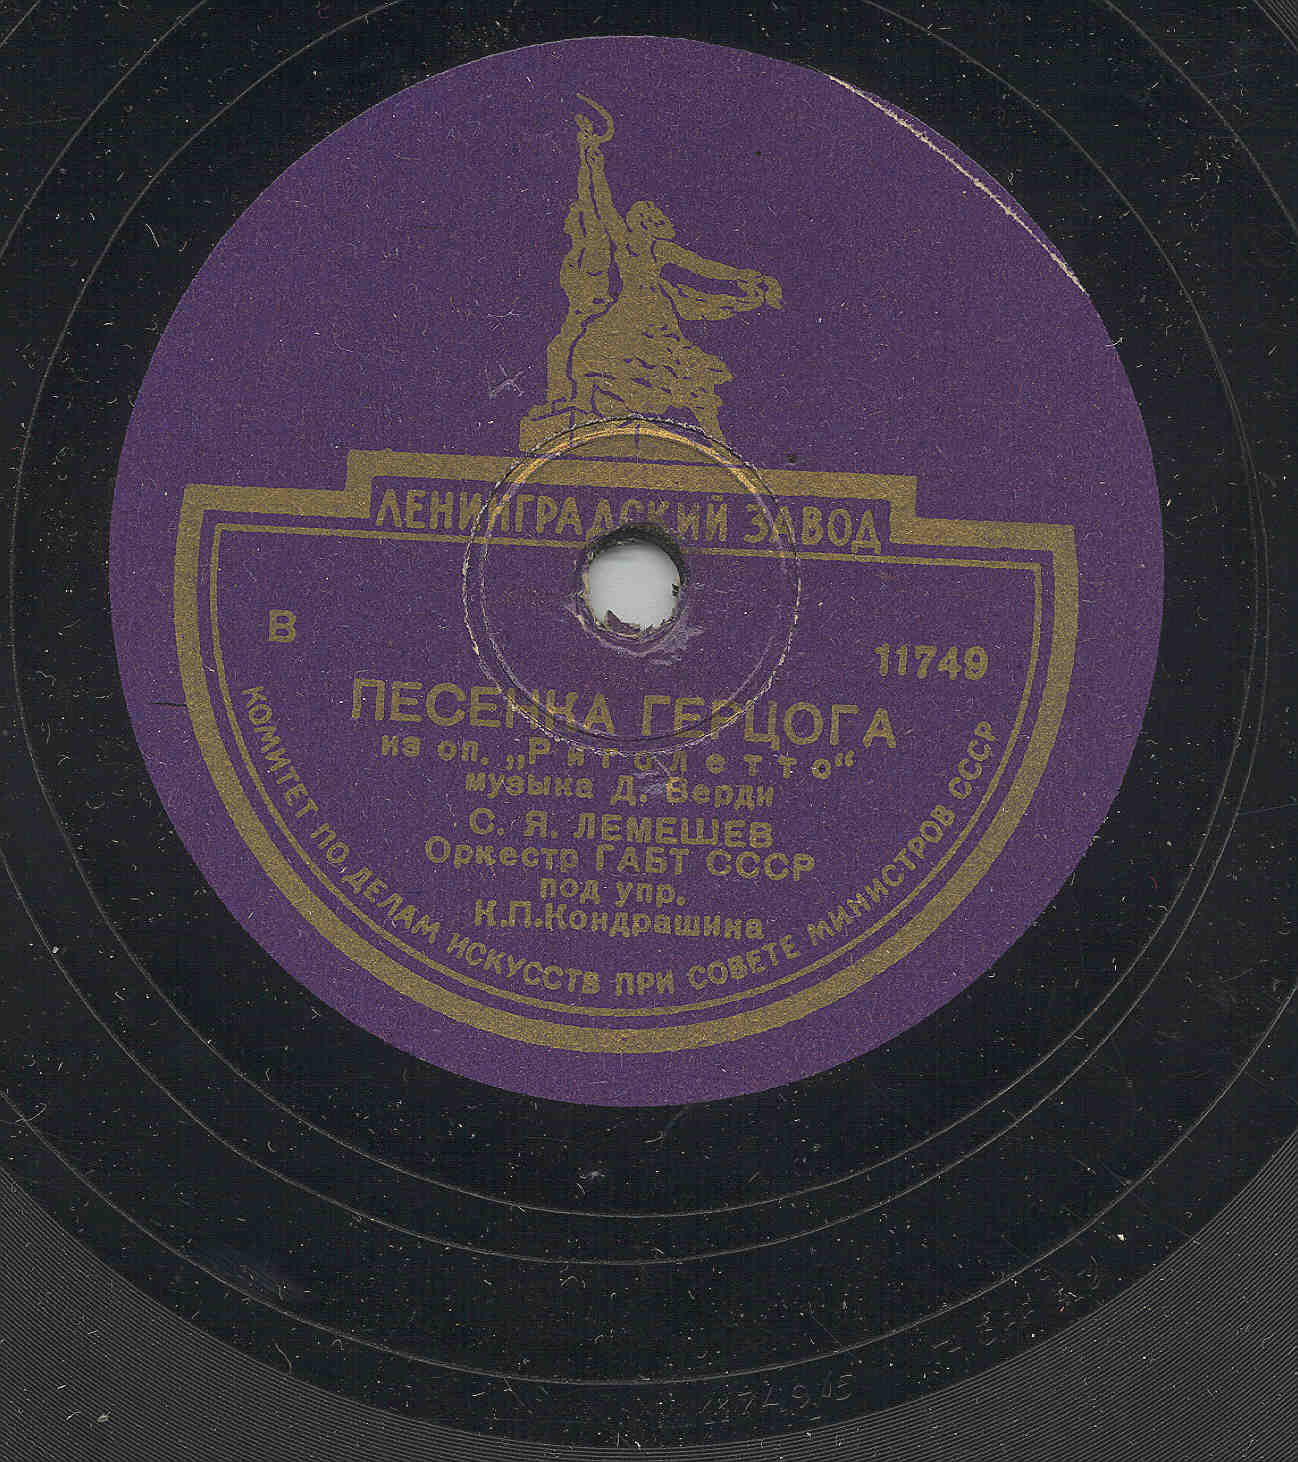 ЛЕНИНГРАДСКИЙ ЗАВОД
В 11749
ПЕСЕНКА ГЕРЦОГА
из оп. „Риголетто“
музыка Д. Верди
С. Я. ЛЕМЕШЕВ
Оркестр ГАБТ СССР
под упр.
К.П.Кондрашина
КОМИТЕТ ПО ДЕЛАМ ИСКУССТВ ПРИ СОВЕТЕ МИНИСТРОВ СССР